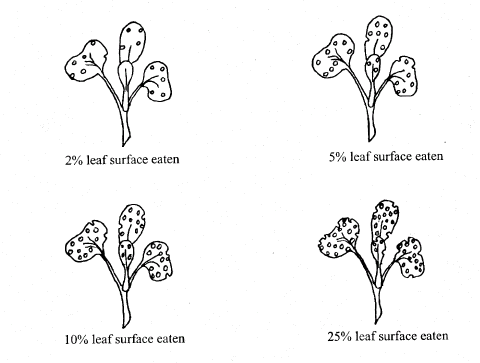 2% leaf surface eaten
5% leaf surface eaten
10% leaf surface eaten
25% leaf surface eaten